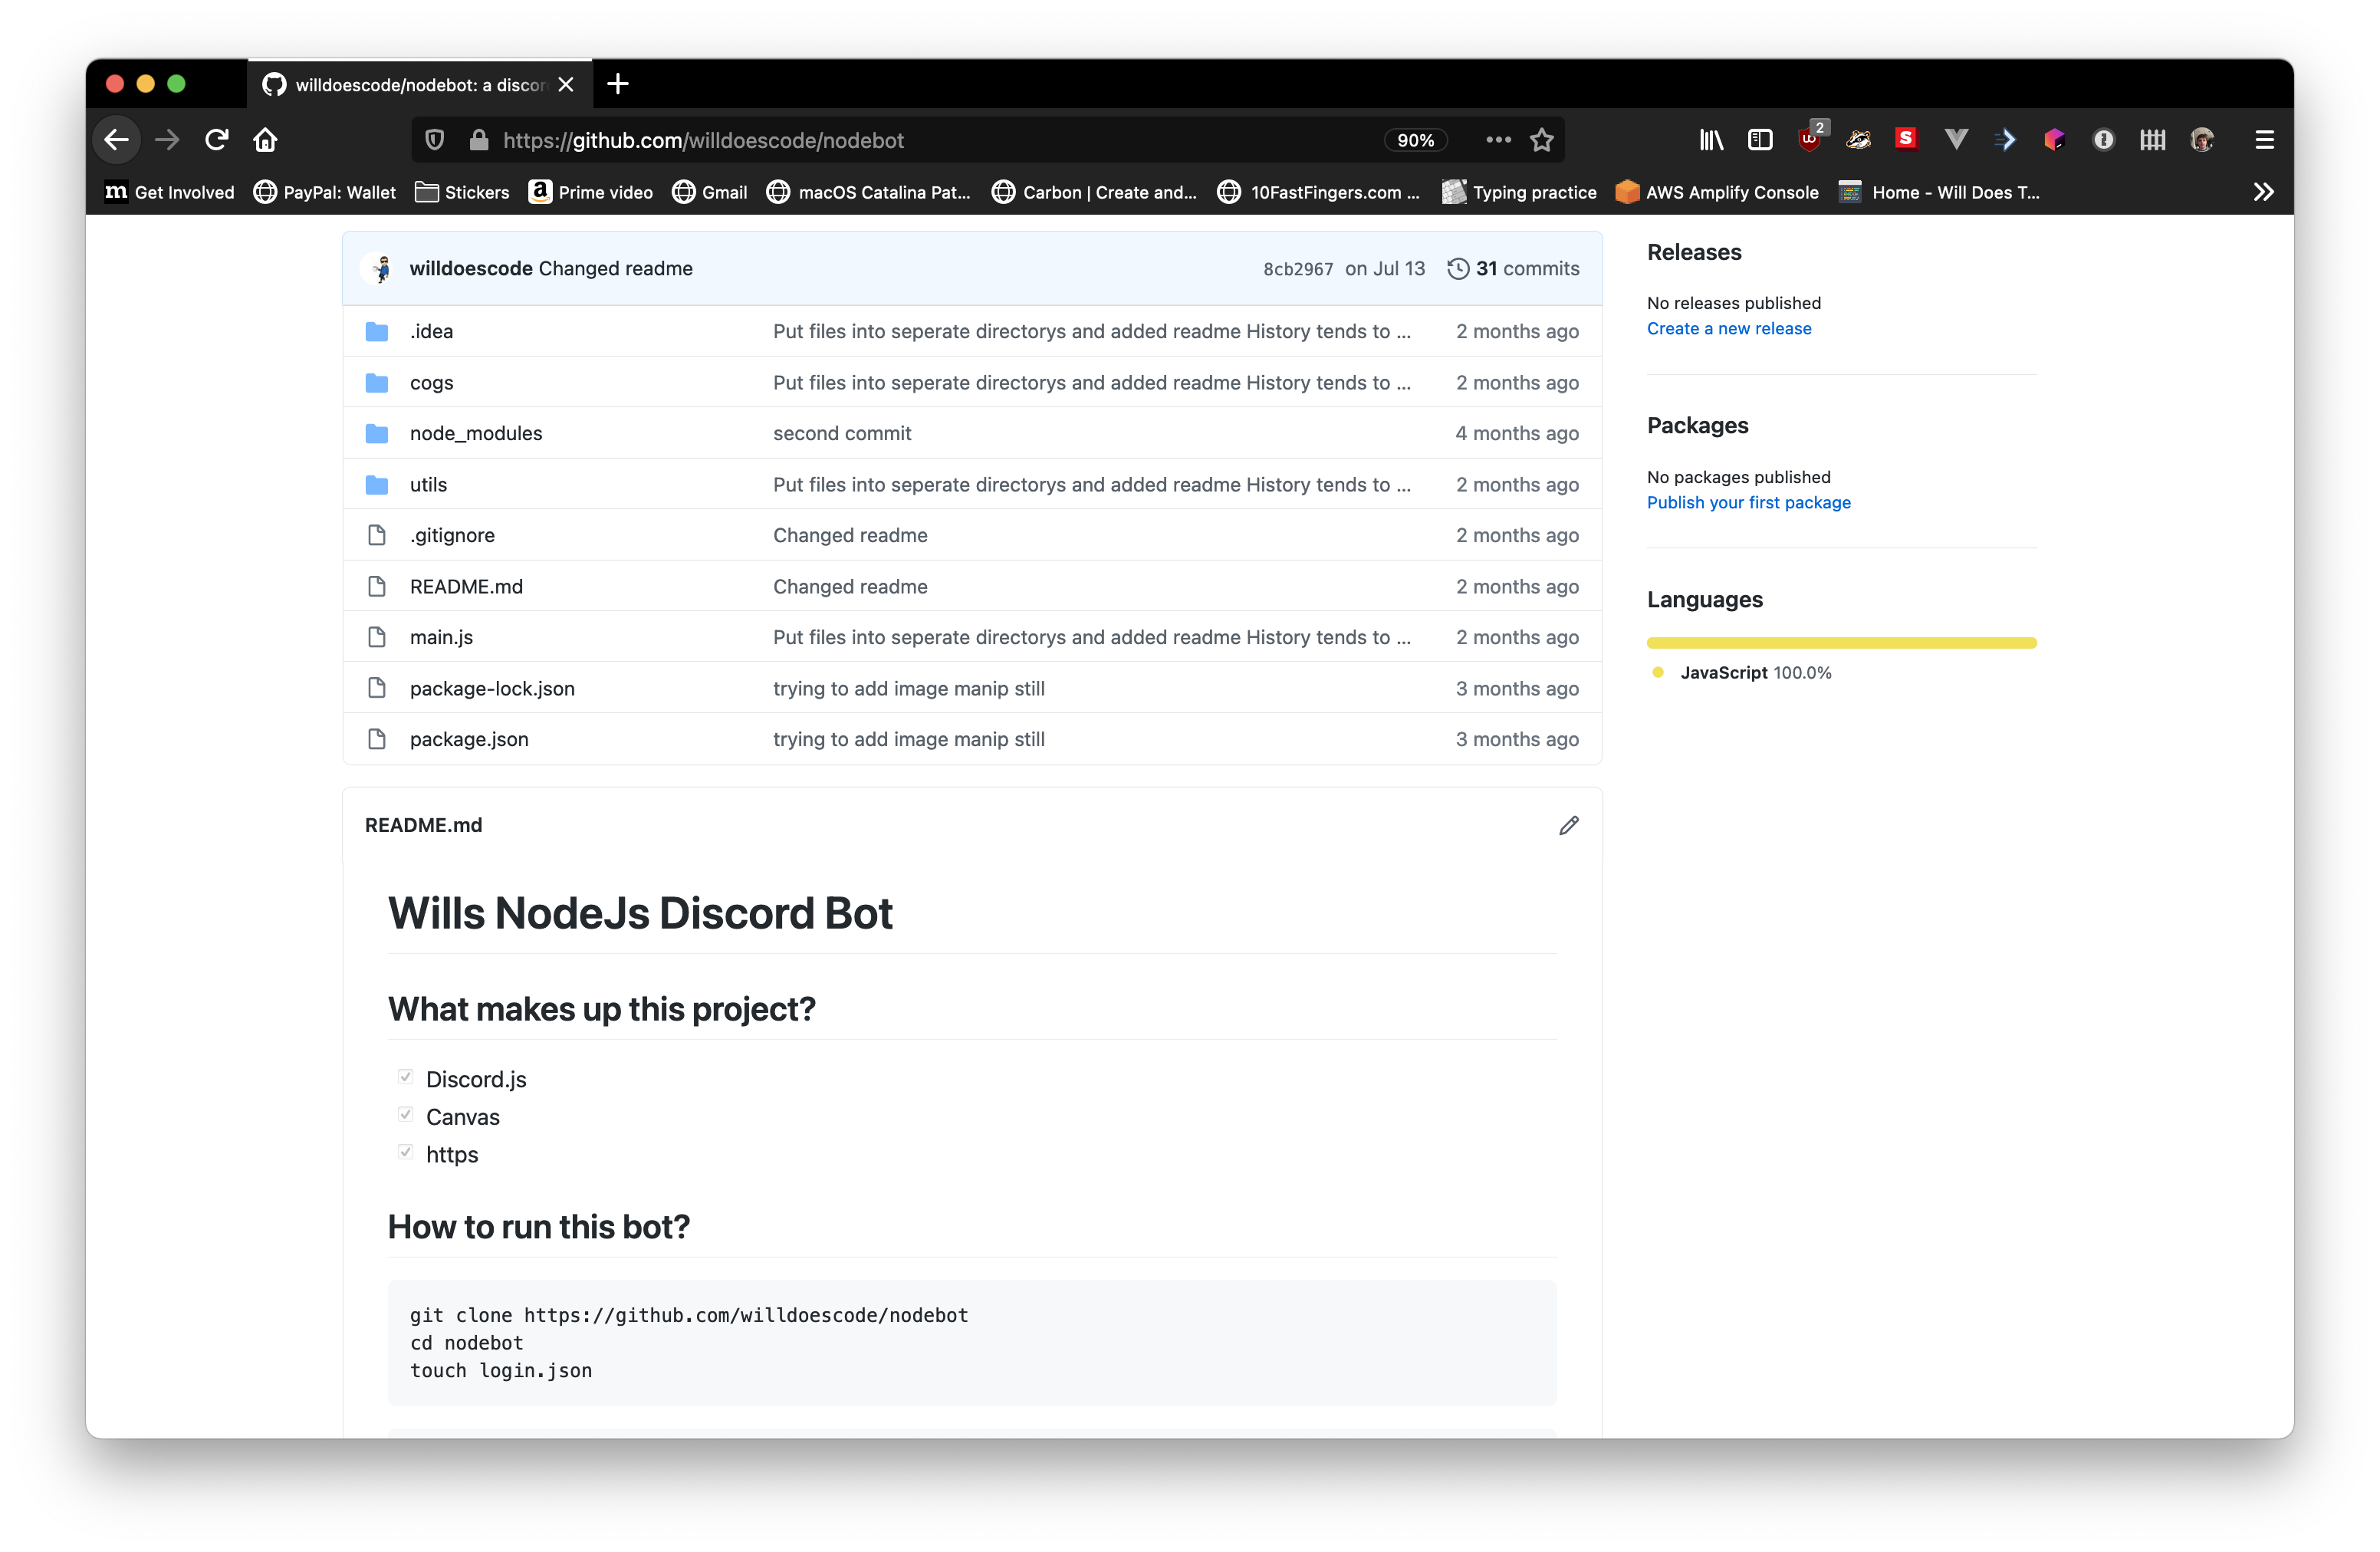 willdoescode/nodebot: a discor
https://github.com/willdoescode/nodebot 90%
2
Get Involved PayPal: Wallet Stickers Prime video Gmail macOS Catalina Pat... Carbon | Create and... 10FastFingers.com ... Typing practice AWS Amplify Console Home - Will Does T...
willdoescode Changed readme 8cb2967 on Jul 13 31 commits
.idea Put files into seperate directorys and added readme History tends to ... 2 months ago
cogs Put files into seperate directorys and added readme History tends to ... 2 months ago
node_modules second commit 4 months ago
utils Put files into seperate directorys and added readme History tends to ... 2 months ago
.gitignore Changed readme 2 months ago
README.md Changed readme 2 months ago
main.js Put files into seperate directorys and added readme History tends to ... 2 months ago
package-lock.json trying to add image manip still 3 months ago
package.json trying to add image manip still 3 months ago
Releases
No releases published
Create a new release
Packages
No packages published
Publish your first package
Languages
JavaScript 100.0%
README.md
Wills NodeJs Discord Bot
What makes up this project?
Discord.js
Canvas
https
How to run this bot?
git clone https://github.com/willdoescode/nodebot
cd nodebot
touch login.json